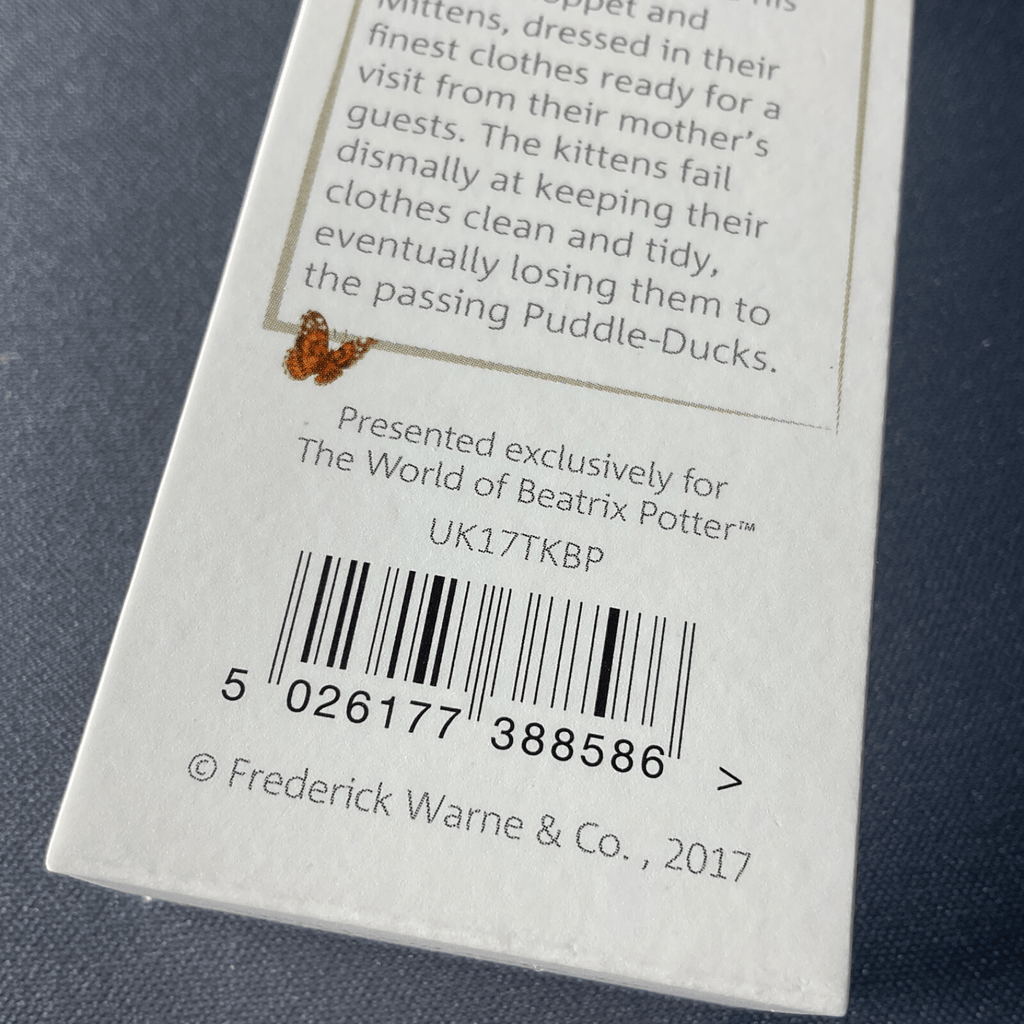 his
and
Mittens, dressed in their
finest clothes ready for a
visit from their mother's
guests. The kittens fail
dismally at keeping their
clothes clean and tidy,
eventually losing them to
the passing Puddle-Ducks.
Presented exclusively for
The World of Beatrix Potter™
UK17TKBP
5 026177 388586 >
© Frederick Warne & Co. , 2017